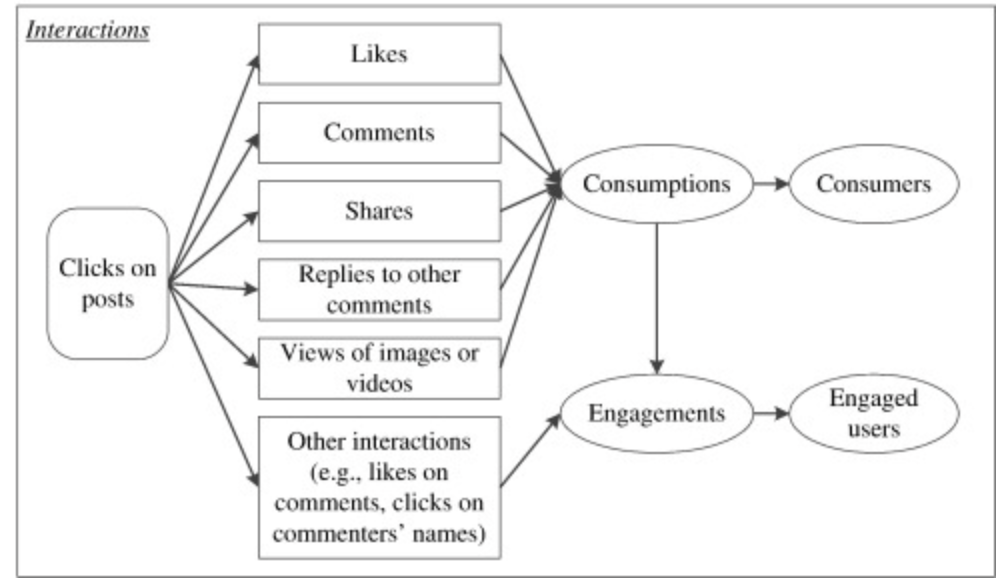 Interactions
Likes
Comments
Shares
Replies to other
comments
Views of images or
videos
Other interactions
(e.g., likes on
comments, clicks on
commenters’ names)
Clicks on
posts
Consumptions
Consumers
Engagements
Engaged
users